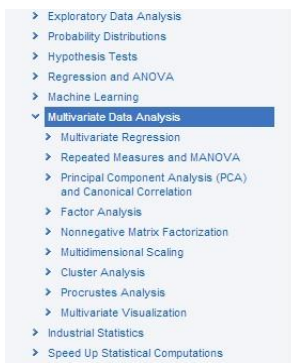 Exploratory Data Analysis
Probability Distributions
Hypothesis Tests
Regression and ANOVA
Machine Learning
Multivariate Data Analysis
Multivariate Regression
Repeated Measures and MANOVA
Principal Component Analysis (PCA)
and Canonical Correlation
Factor Analysis
Nonnegative Matrix Factorization
Multidimensional Scaling
Cluster Analysis
Procrustes Analysis
Multivariate Visualization
Industrial Statistics
Speed Up Statistical Computations